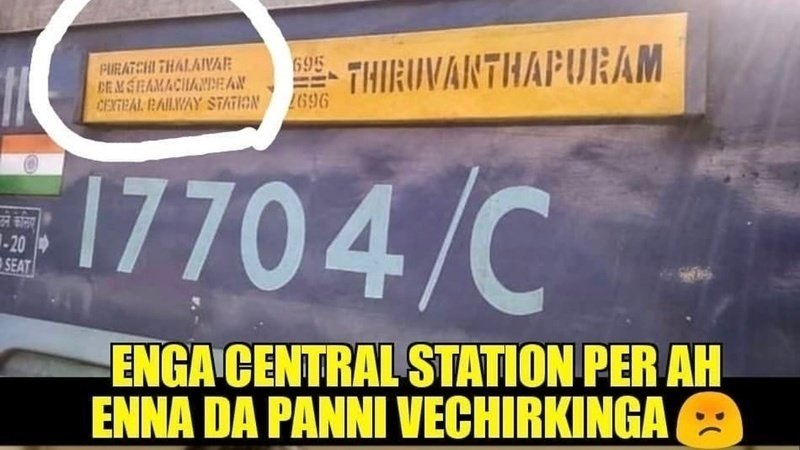 PURATCHI THALAIVAR
DR M G RAMACHANDRAN
CENTRAL RAILWAY STATION
2696
THIRUVANTHAPURAM
17704/C
SEAT
ENGA CENTRAL STATION PER AH
ENNA DA PANNI VECHIRKINGA